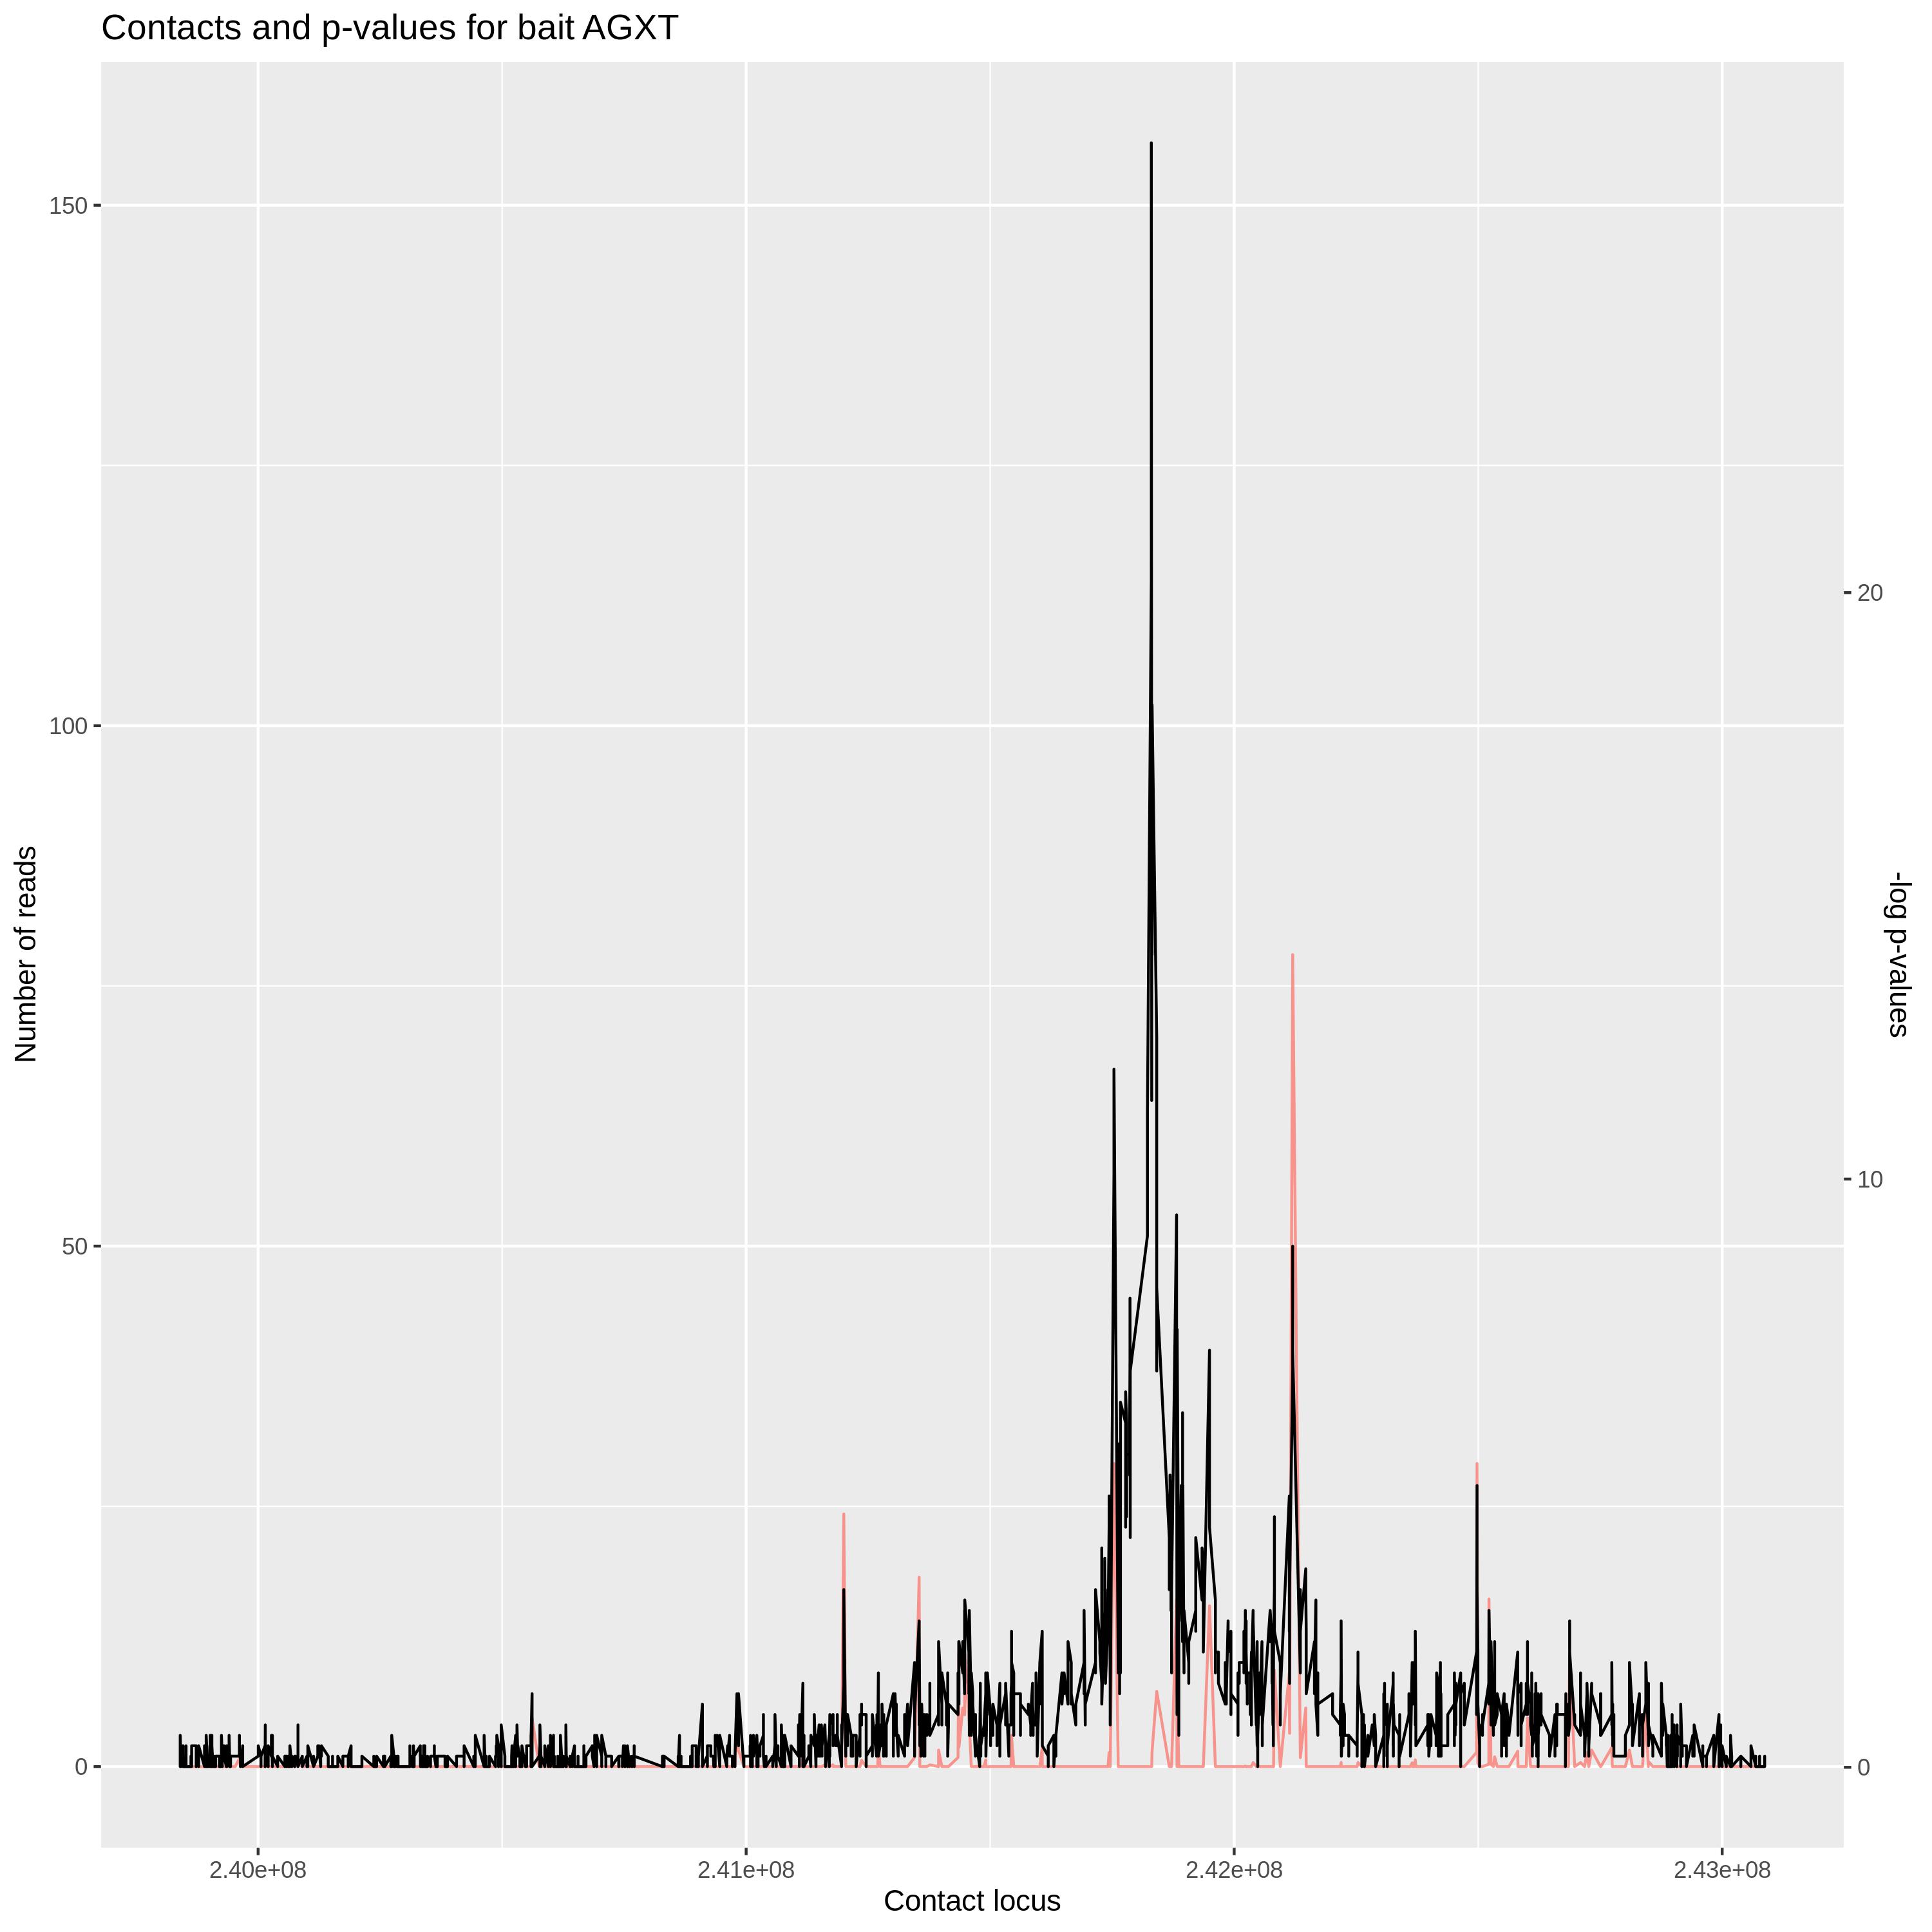 Contacts and p-values for bait AGXT
150
100
50
0
Number of reads
20
10
0
-log p-values
2.40e+08
2.41e+08
2.42e+08
2.43e+08
Contact locus